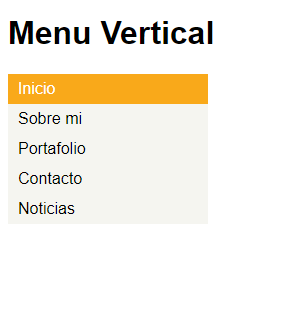 Menu Vertical
Inicio
Sobre mi
Portafolio
Contacto
Noticias